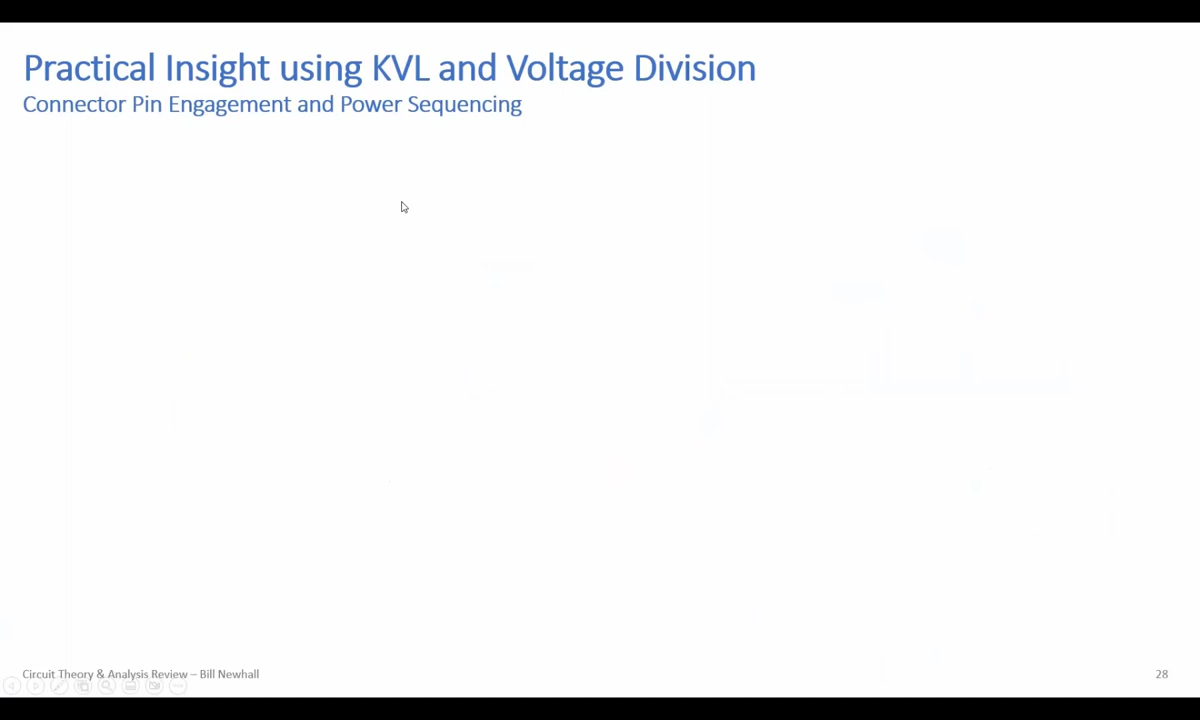 Practical Insight using KVL and Voltage Division
Connector Pin Engagement and Power Sequencing
Circuit Theory & Analysis Review – Bill Newhall
28